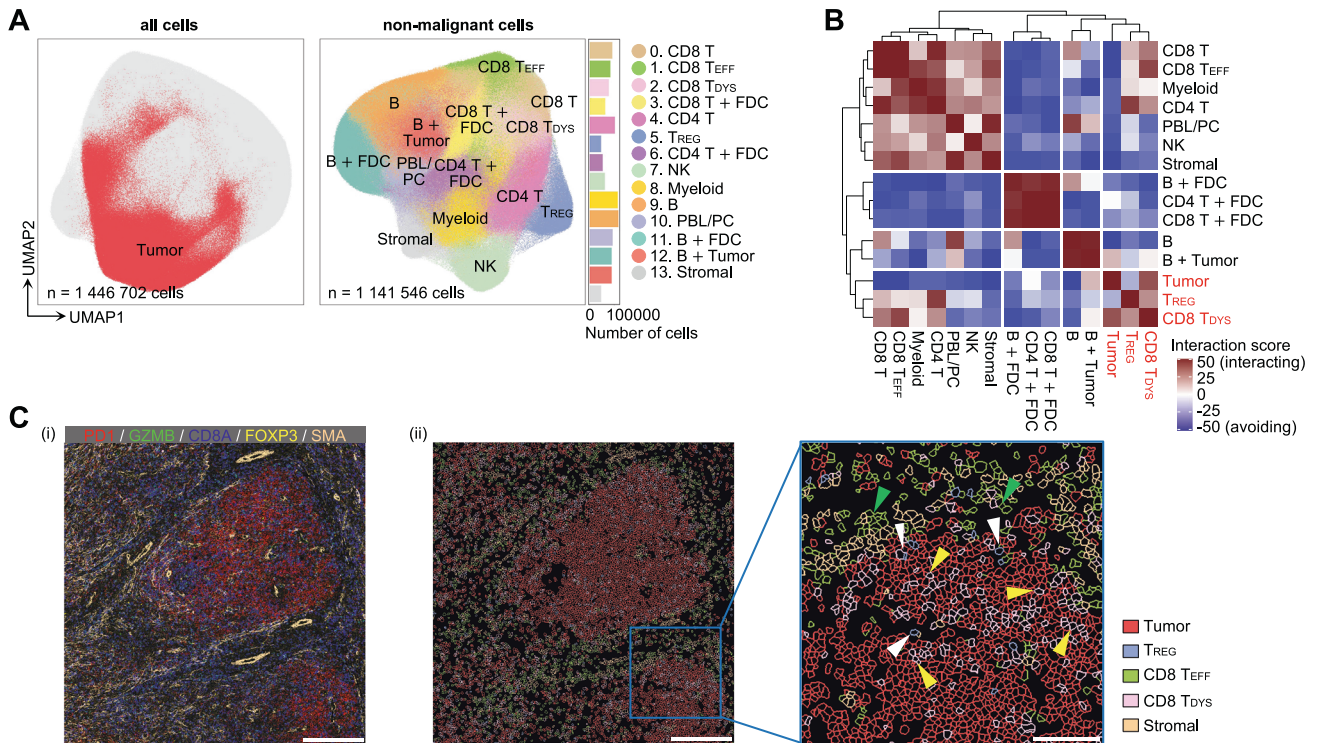 A
all cells
non-malignant cells
Tumor
n = 1 446 702 cells
UMAP2
UMAP1
CD8 TEFF
B
CD8 T +
FDC
CD8 T
CD8 TDYS
B +
Tumor
B + FDC
PBL/
PC
CD4 T +
FDC
CD4 T
TREG
Myeloid
Stromal
NK
n = 1 141 546 cells
0. CD8 T
1. CD8 TEFF
2. CD8 TDYS
3. CD8 T + FDC
4. CD4 T
5. TREG
6. CD4 T + FDC
7. NK
8. Myeloid
9. B
10. PBL/PC
11. B + FDC
12. B + Tumor
13. Stromal
0 100000
Number of cells
B
CD8 T
CD8 TEFF
Myeloid
CD4 T
PBL/PC
NK
Stromal
B + FDC
CD4 T + FDC
CD8 T + FDC
B
B + Tumor
Tumor
TREG
CD8 TDYS
CD8 T
CD8 TEFF
Myeloid
CD4 T
PBL/PC
NK
Stromal
B + FDC
CD4 T + FDC
CD8 T + FDC
B
B + Tumor
Tumor
TREG
CD8 TDYS
Interaction score
50 (interacting)
25
0
-25
-50 (avoiding)
C
(i)
PD1 / GZMB / CD8A / FOXP3 / SMA
(ii)
Tumor
TREG
CD8 TEFF
CD8 TDYS
Stromal